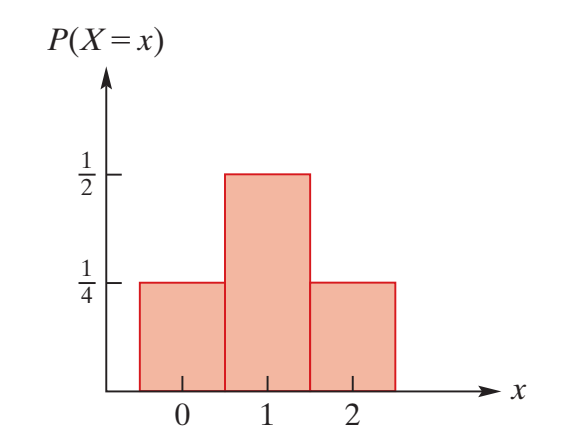 P(X = x)
1/2
1/4
0 1 2
x